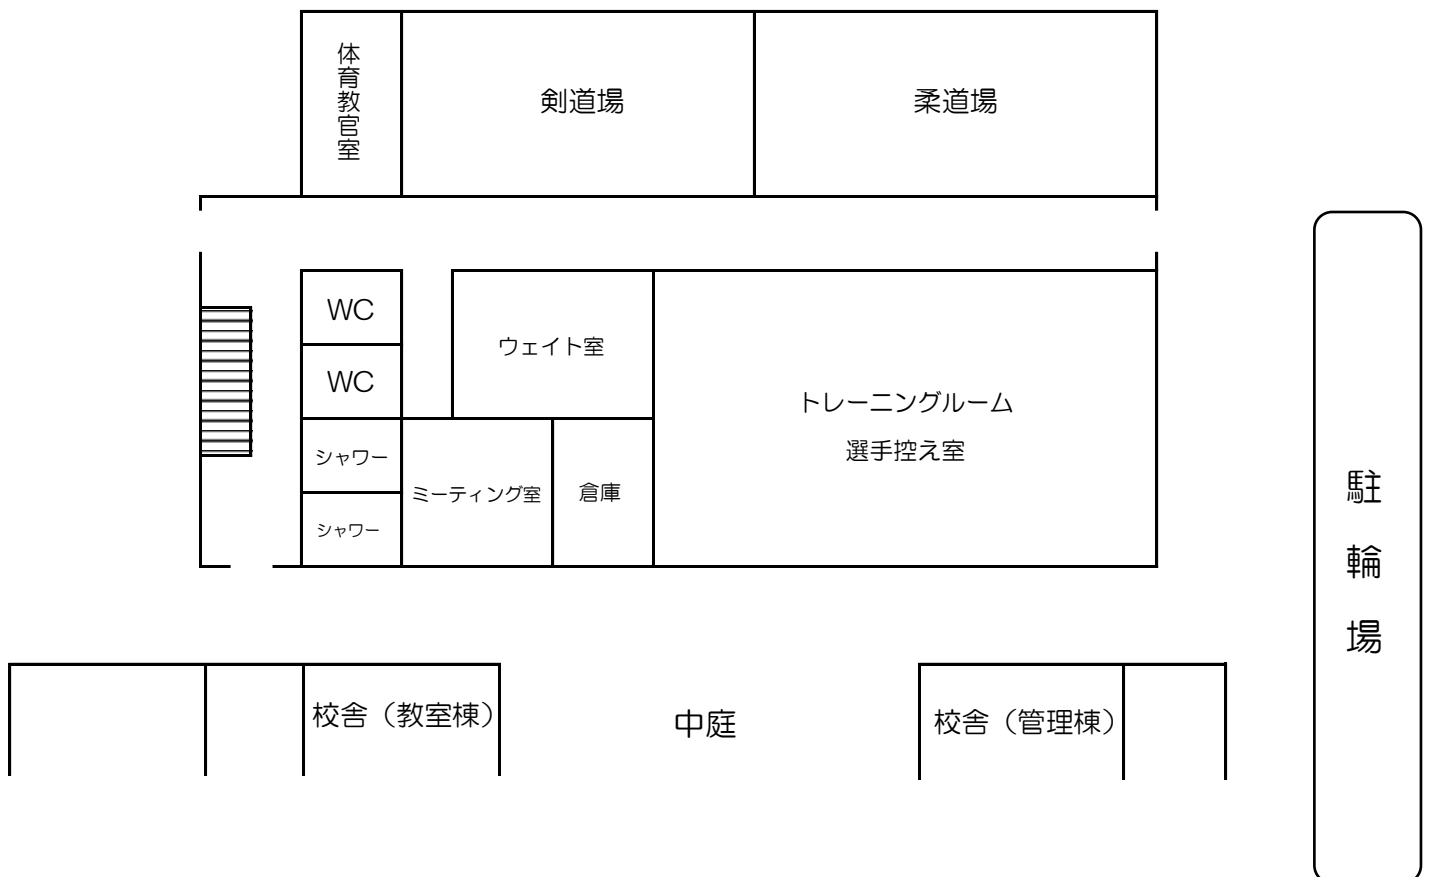 体育教官室
剣道場
柔道場
WC
WC
ウェイト室
トレーニングルーム
選手控え室
シャワー
シャワー
ミーティング室
倉庫
駐輪場
校舎（教室棟）
中庭
校舎（管理棟）